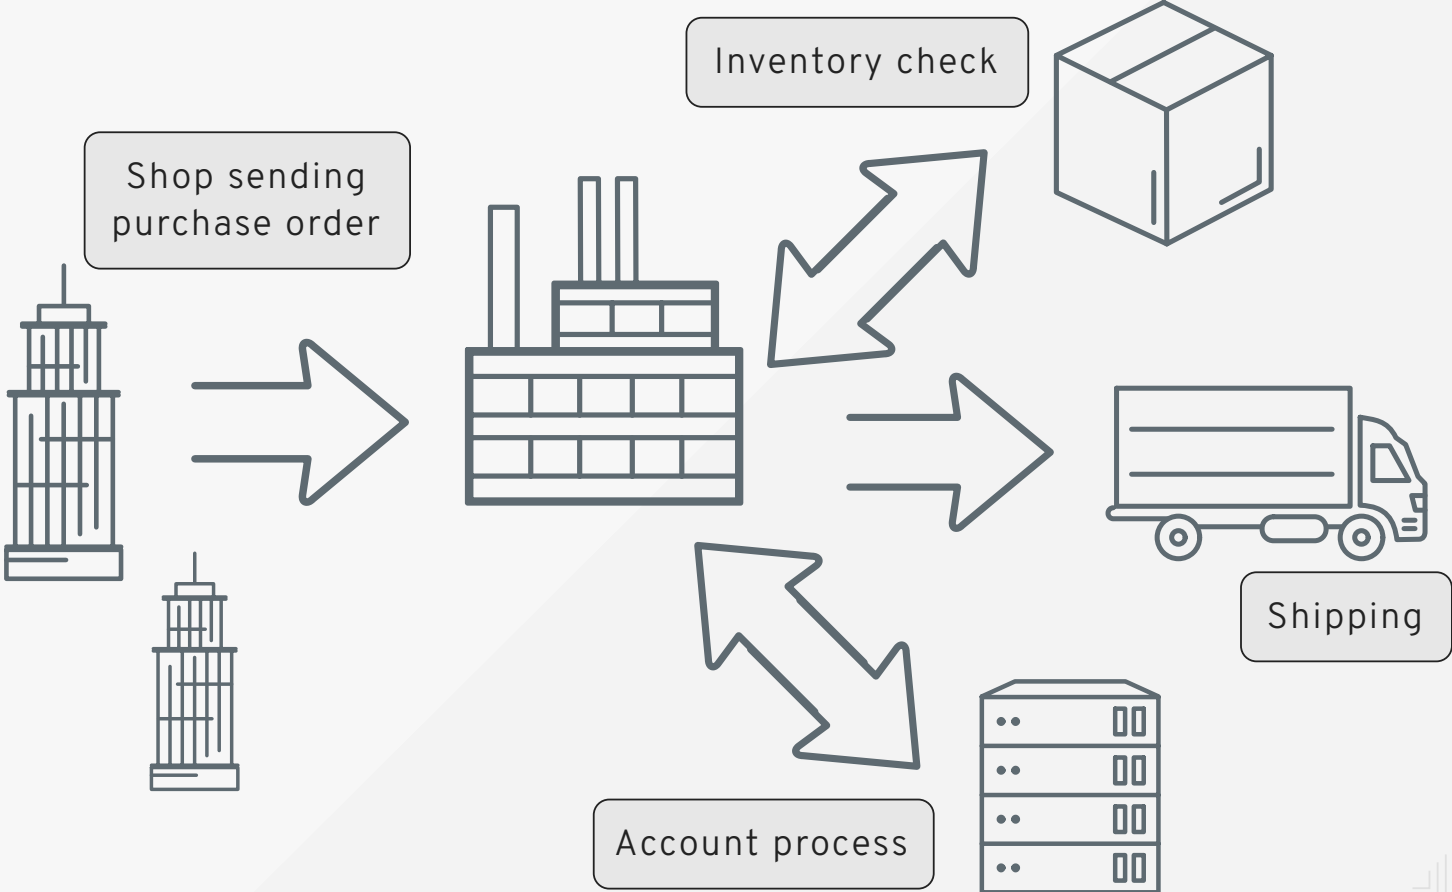 Inventory check
Shop sending
purchase order
Shipping
Account process